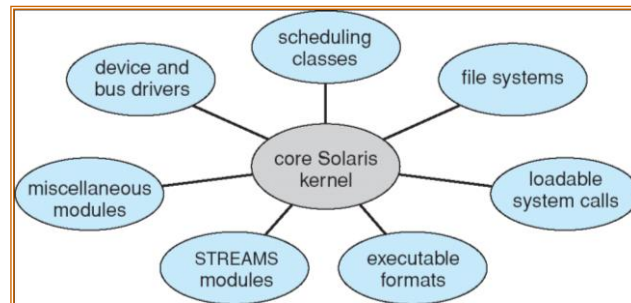 scheduling
classes
device and
bus drivers
file systems
core Solaris
kernel
miscellaneous
modules
loadable
system calls
STREAMS
modules
executable
formats